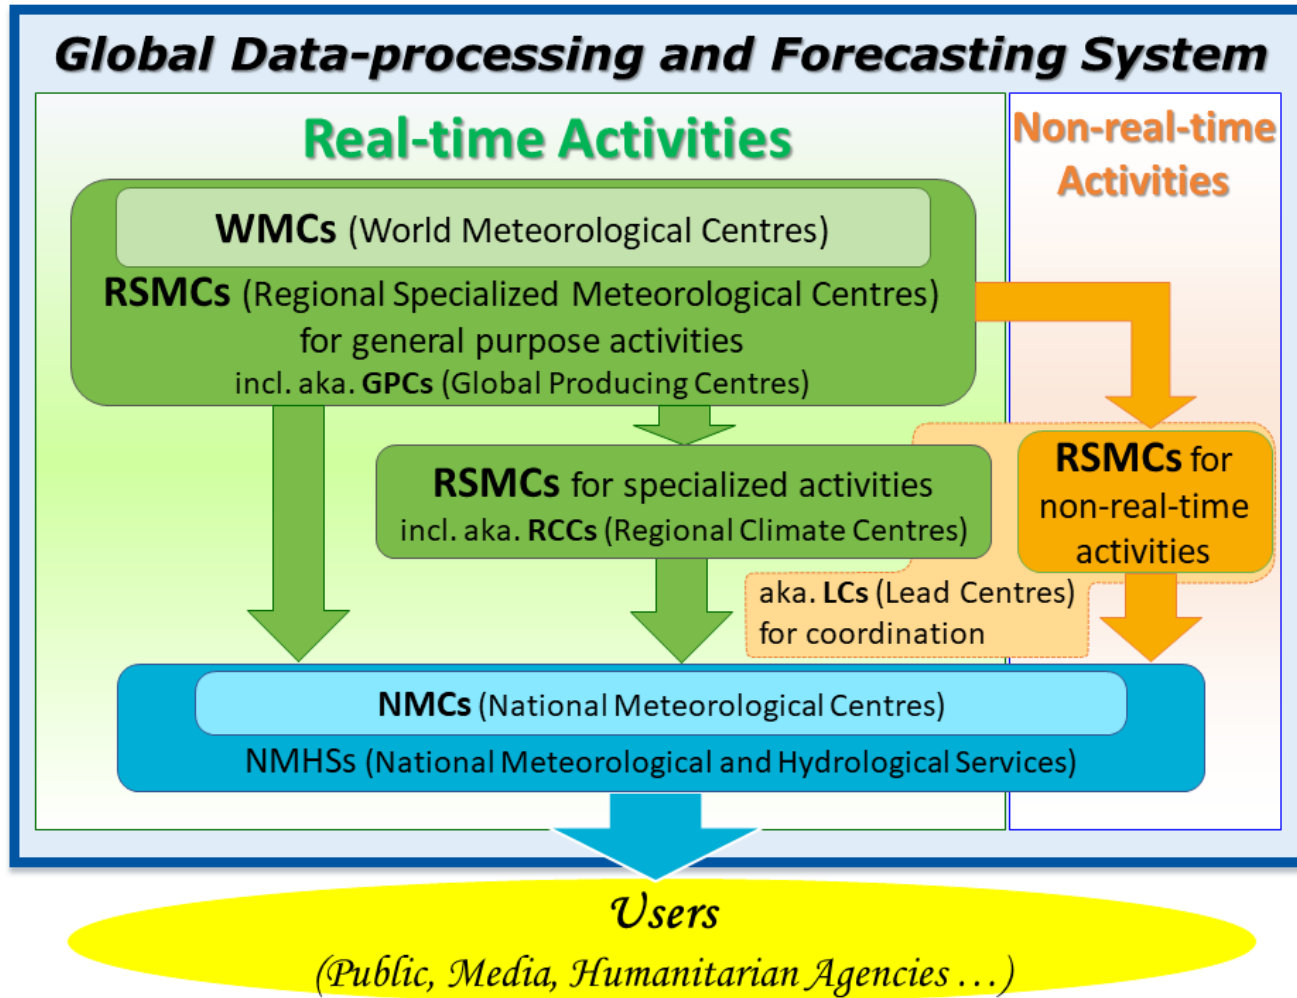 Global Data-processing and Forecasting System
Real-time Activities
Non-real-time
Activities
WMCs (World Meteorological Centres)
RSMCs (Regional Specialized Meteorological Centres)
for general purpose activities
incl. aka. GPCs (Global Producing Centres)
RSMCs for specialized activities
incl. aka. RCCs (Regional Climate Centres)
RSMCs for
non-real-time
activities
aka. LCs (Lead Centres)
for coordination
NMCs (National Meteorological Centres)
NMHSs (National Meteorological and Hydrological Services)
Users
(Public, Media, Humanitarian Agencies ...)